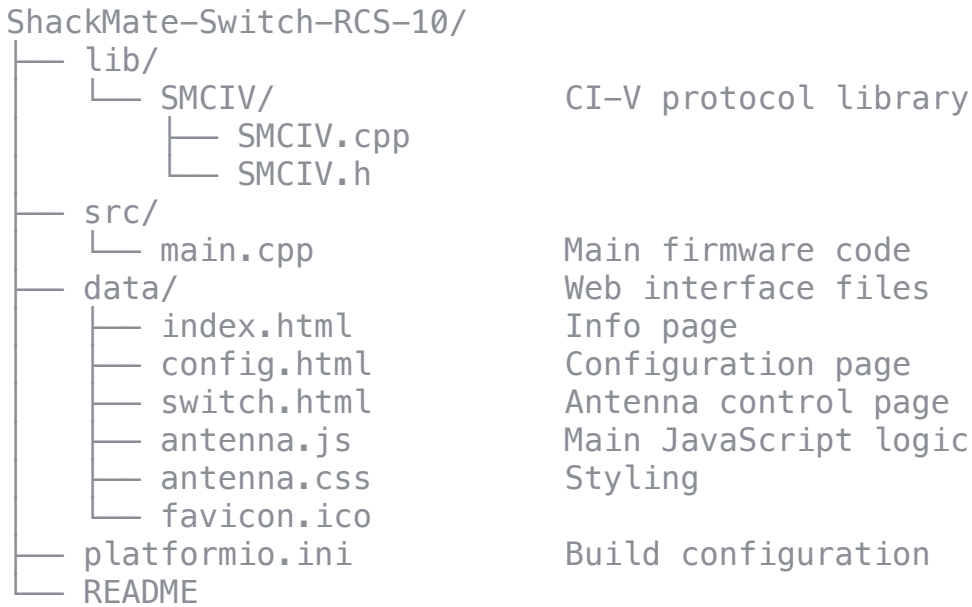 ShackMate-Switch-RCS-10/
├── lib/
│   └── SMCIV/            CI-V protocol library
│       ├── SMCIV.cpp
│       └── SMCIV.h
├── src/
│   └── main.cpp          Main firmware code
├── data/                 Web interface files
│   ├── index.html        Info page
│   ├── config.html       Configuration page
│   ├── switch.html       Antenna control page
│   ├── antenna.js        Main JavaScript logic
│   ├── antenna.css       Styling
│   └── favicon.ico
├── platformio.ini        Build configuration
└── README